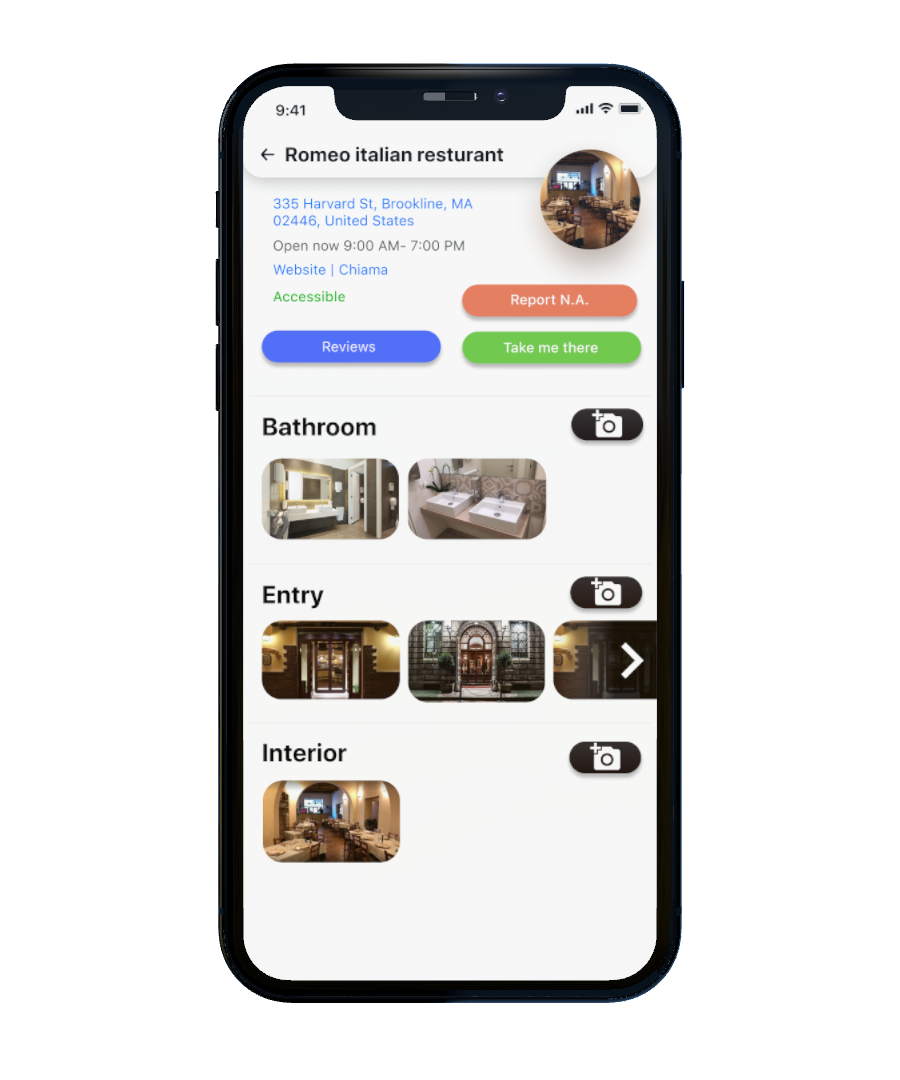 9:41
Romeo italian resturant
335 Harvard St, Brookline, MA
02446, United States
Open now 9:00 AM- 7:00 PM
Website | Chiama
Accessible
Report N.A.
Reviews
Take me there
Bathroom
Entry
Interior